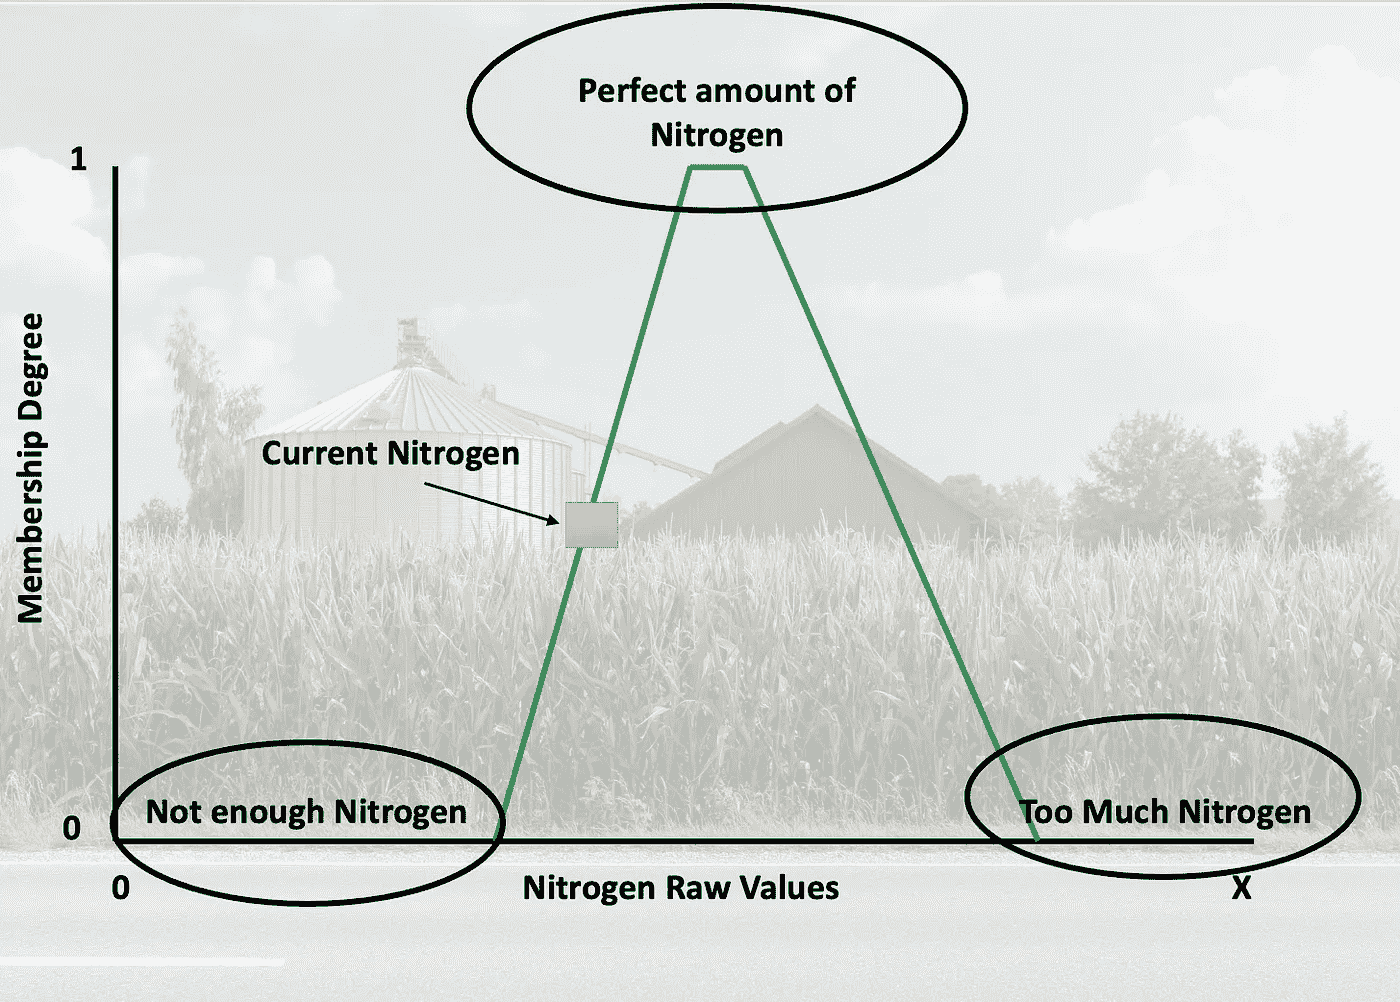 Perfect amount of
Nitrogen
1
Membership Degree
Current Nitrogen
Not enough Nitrogen
Too Much Nitrogen
0
0
Nitrogen Raw Values
X